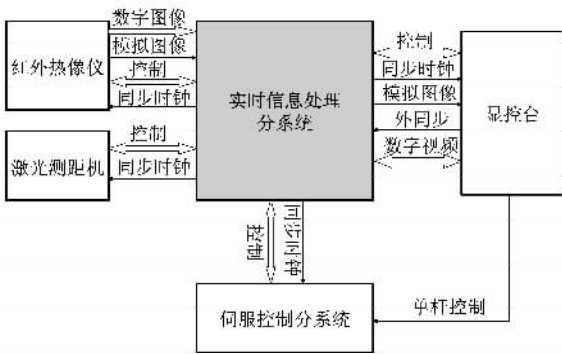 数字图像
模拟图像
控制
同步时钟
红外热像仪
控制
同步时钟
激光测距机
实时信息处理
分系统
控制
同步时钟
模拟图像
外同步
数字视频
显控台
控制
同步时钟
伺服控制分系统
单杆控制